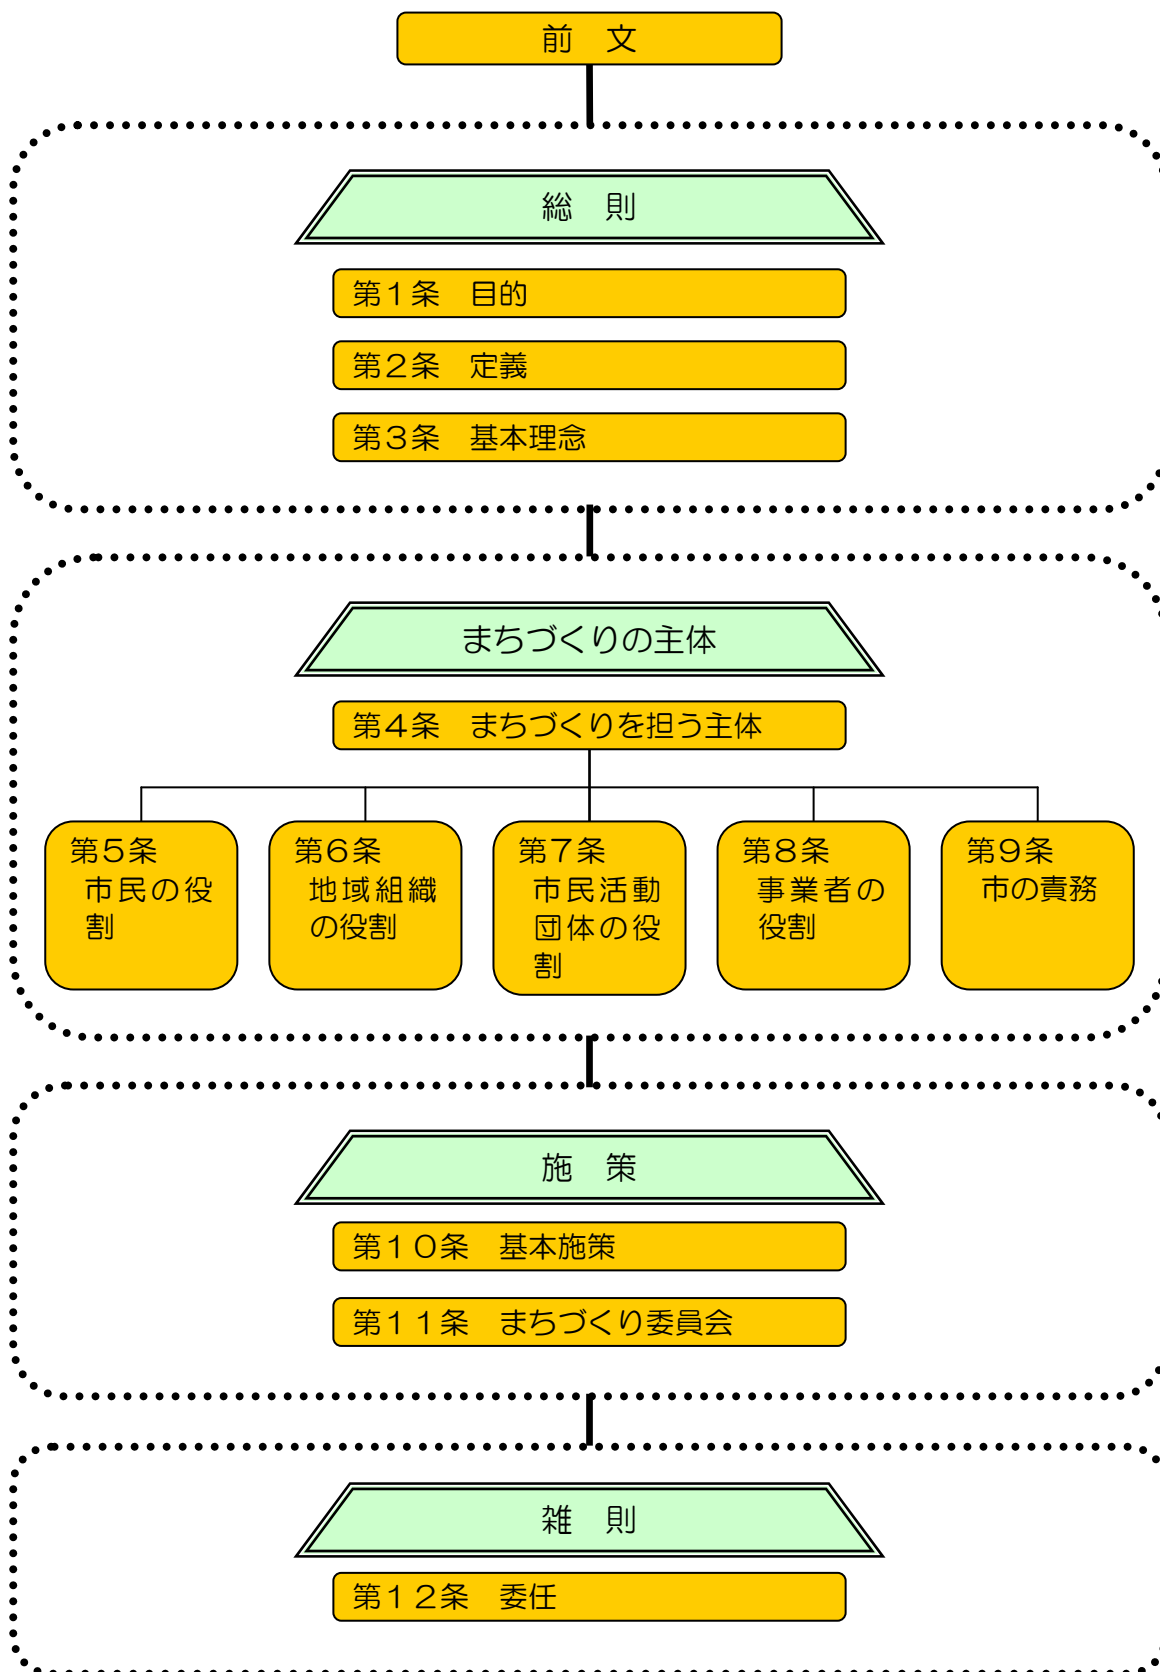 前　文
総　則
第１条　目的
第２条　定義
第３条　基本理念
まちづくりの主体
第４条　まちづくりを担う主体
第５条
市民の役
割
第６条
地域組織
の役割
第７条
市民活動
団体の役
割
第８条
事業者の
役割
第９条
市の責務
施　策
第１０条　基本施策
第１１条　まちづくり委員会
雑　則
第１２条　委任